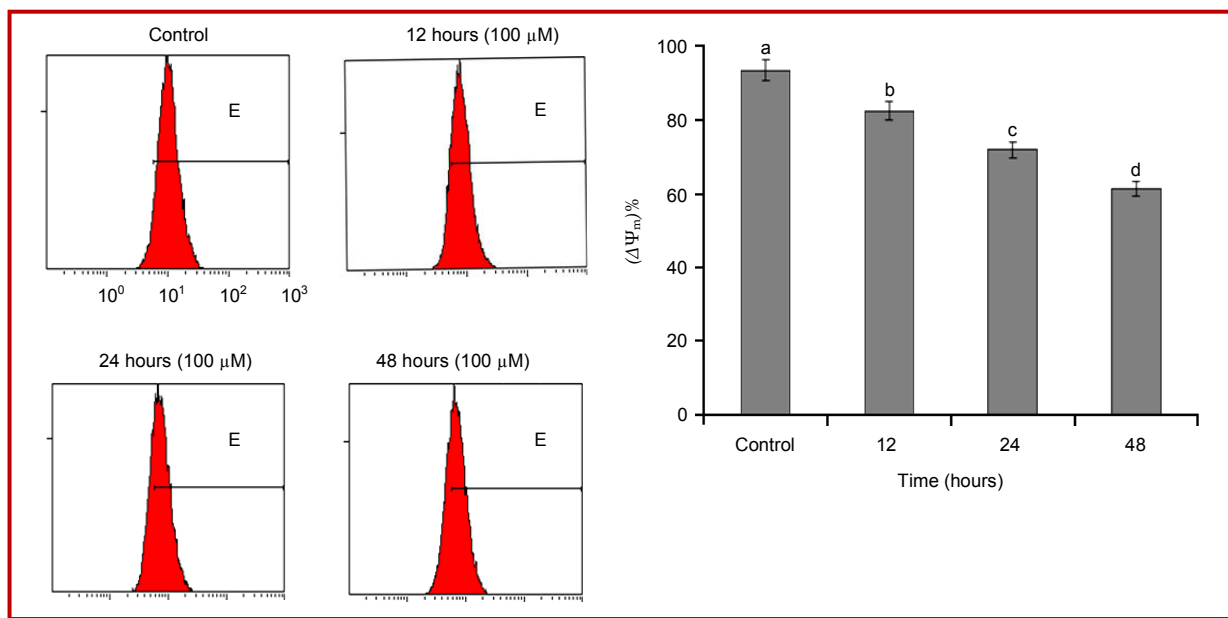 Control
12 hours (100 μM)
E
E
10⁰ 10¹ 10² 10³
24 hours (100 μM)
48 hours (100 μM)
E
E
(ΔΨₘ)%
100
80
60
40
20
0
a
b
c
d
Control 12 24 48
Time (hours)